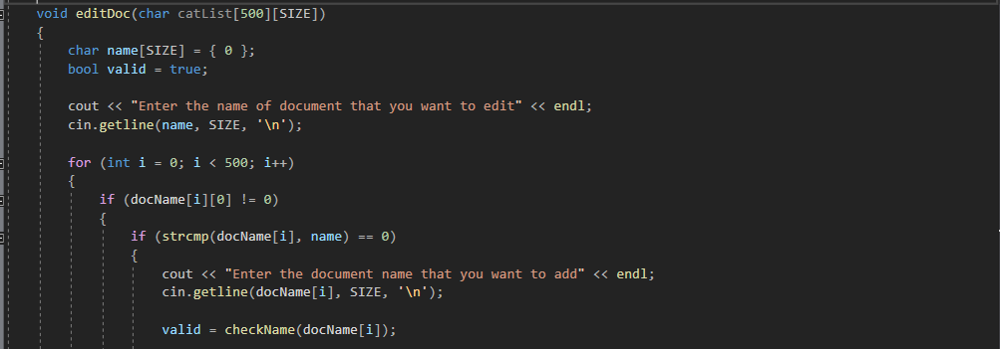 void editDoc(char catList[500][SIZE])
{
char name[SIZE] = { 0 };
bool valid = true;
cout << "Enter the name of document that you want to edit" << endl;
cin.getline(name, SIZE, '\n');
for (int i = 0; i < 500; i++)
{
if (docName[i][0] != 0)
{
if (strcmp(docName[i], name) == 0)
{
cout << "Enter the document name that you want to add" << endl;
cin.getline(docName[i], SIZE, '\n');
valid = checkName(docName[i]);